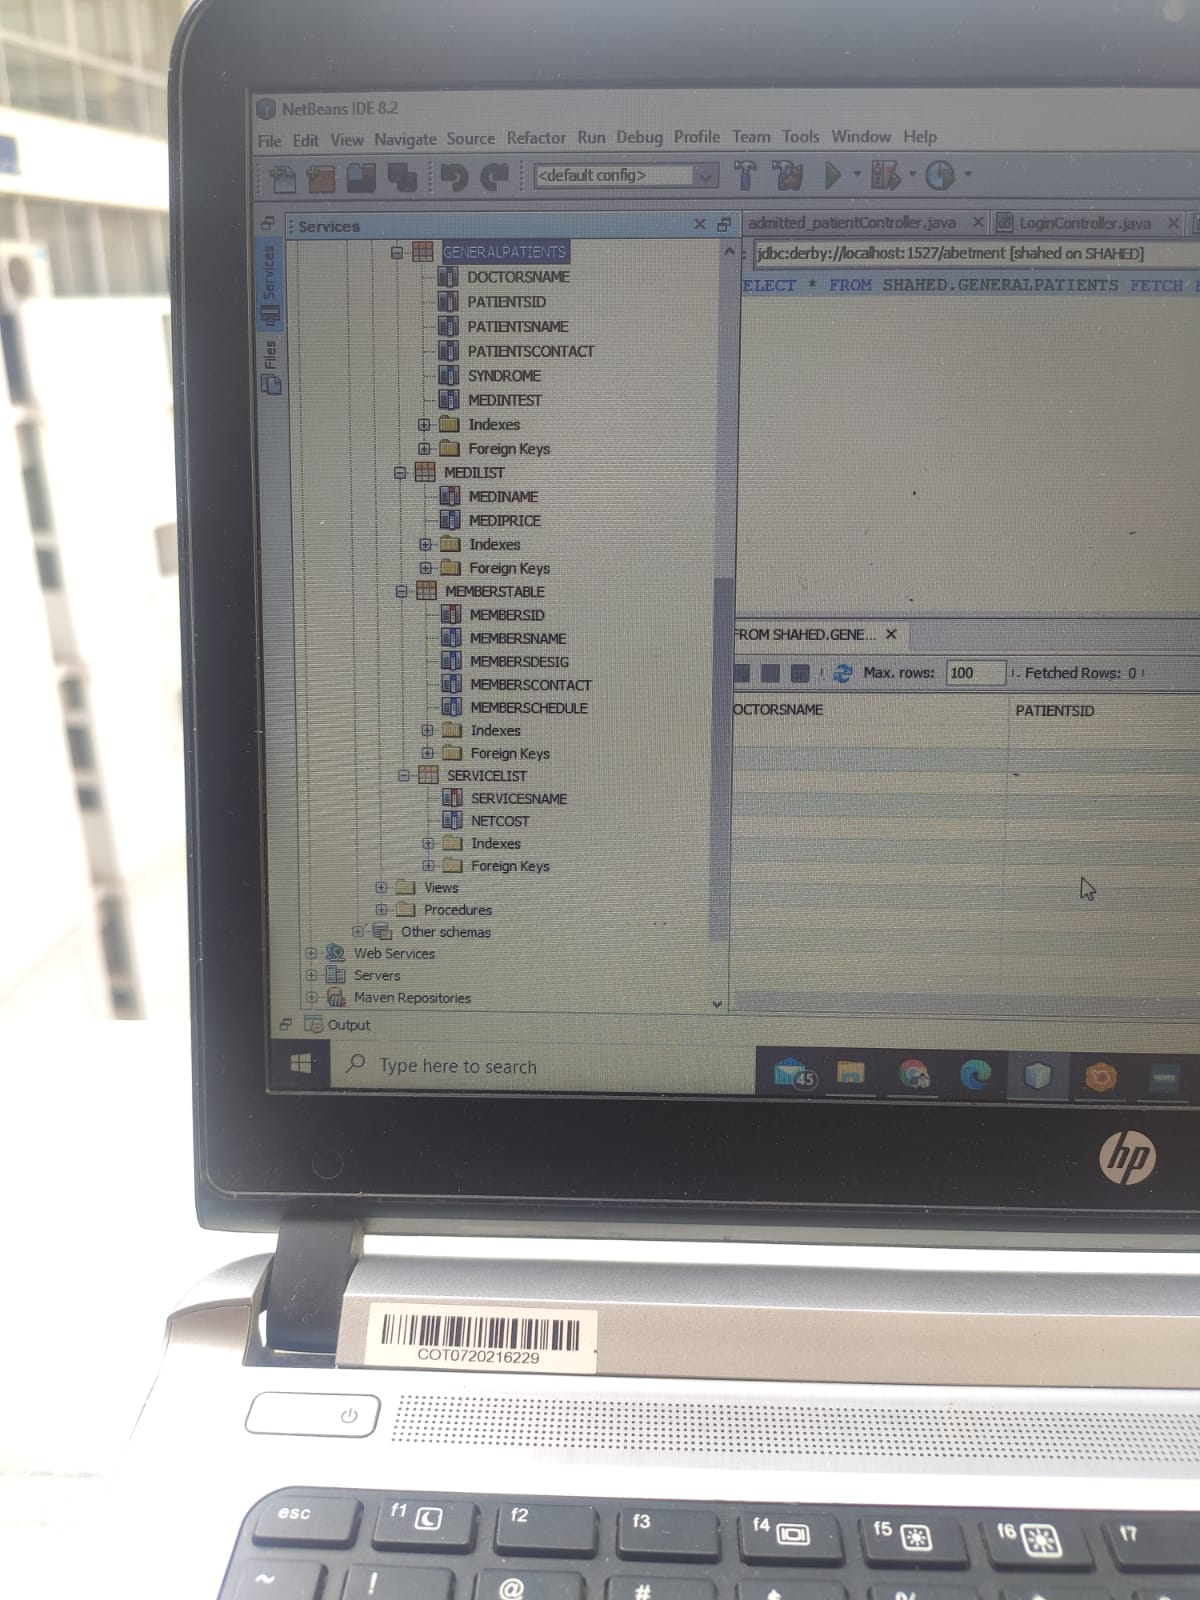 NetBeans IDE 8.2
File Edit View Navigate Source Refactor Run Debug Profile Team Tools Window Help
<default config>
Services
admitted_patientController.java
LoginController.java
Services
Files
jdbc:derby://localhost:1527/abetment [shahed on SHAHED]
ELECT * FROM SHAHED.GENERALPATIENTS FETCH
GENERALPATIENTS
DOCTORSNAME
PATIENTSID
PATIENTSNAME
PATIENTSCONTACT
SYNDROME
MEDINTEST
Indexes
Foreign Keys
MEDILIST
MEDINAME
MEDIPRICE
Indexes
Foreign Keys
MEMBERSTABLE
MEMBERSID
MEMBERSNAME
MEMBERSDESIG
MEMBERSCONTACT
MEMBERSCHEDULE
Indexes
Foreign Keys
SERVICELIST
SERVICESNAME
NETCOST
Indexes
Foreign Keys
Views
Procedures
Other schemas
Web Services
Servers
Maven Repositories
Output
FROM SHAHED.GENE...
Max. rows: 100 Fetched Rows: 0
OCTORSNAME PATIENTSID
Type here to search
45
hp
COT0720216229
esc f1 f2 f3 f4 f5 f6 f7
~ ! @ #